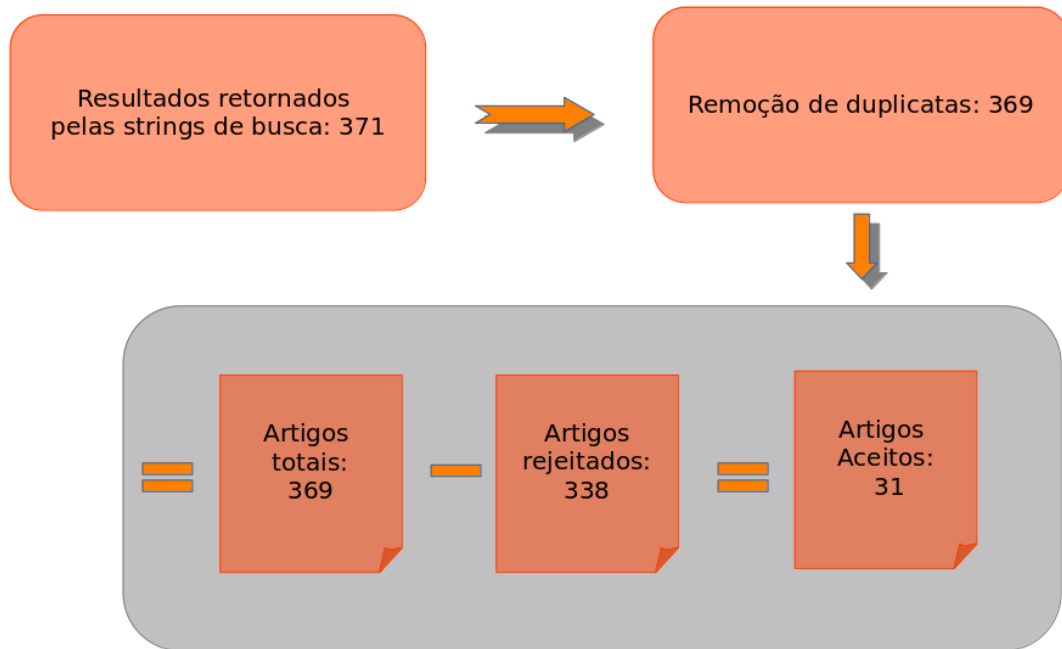 Resultados retornados
pelas strings de busca: 371
Remoção de duplicatas: 369
Artigos
totais:
369
Artigos
rejeitados:
338
Artigos
Aceitos:
31